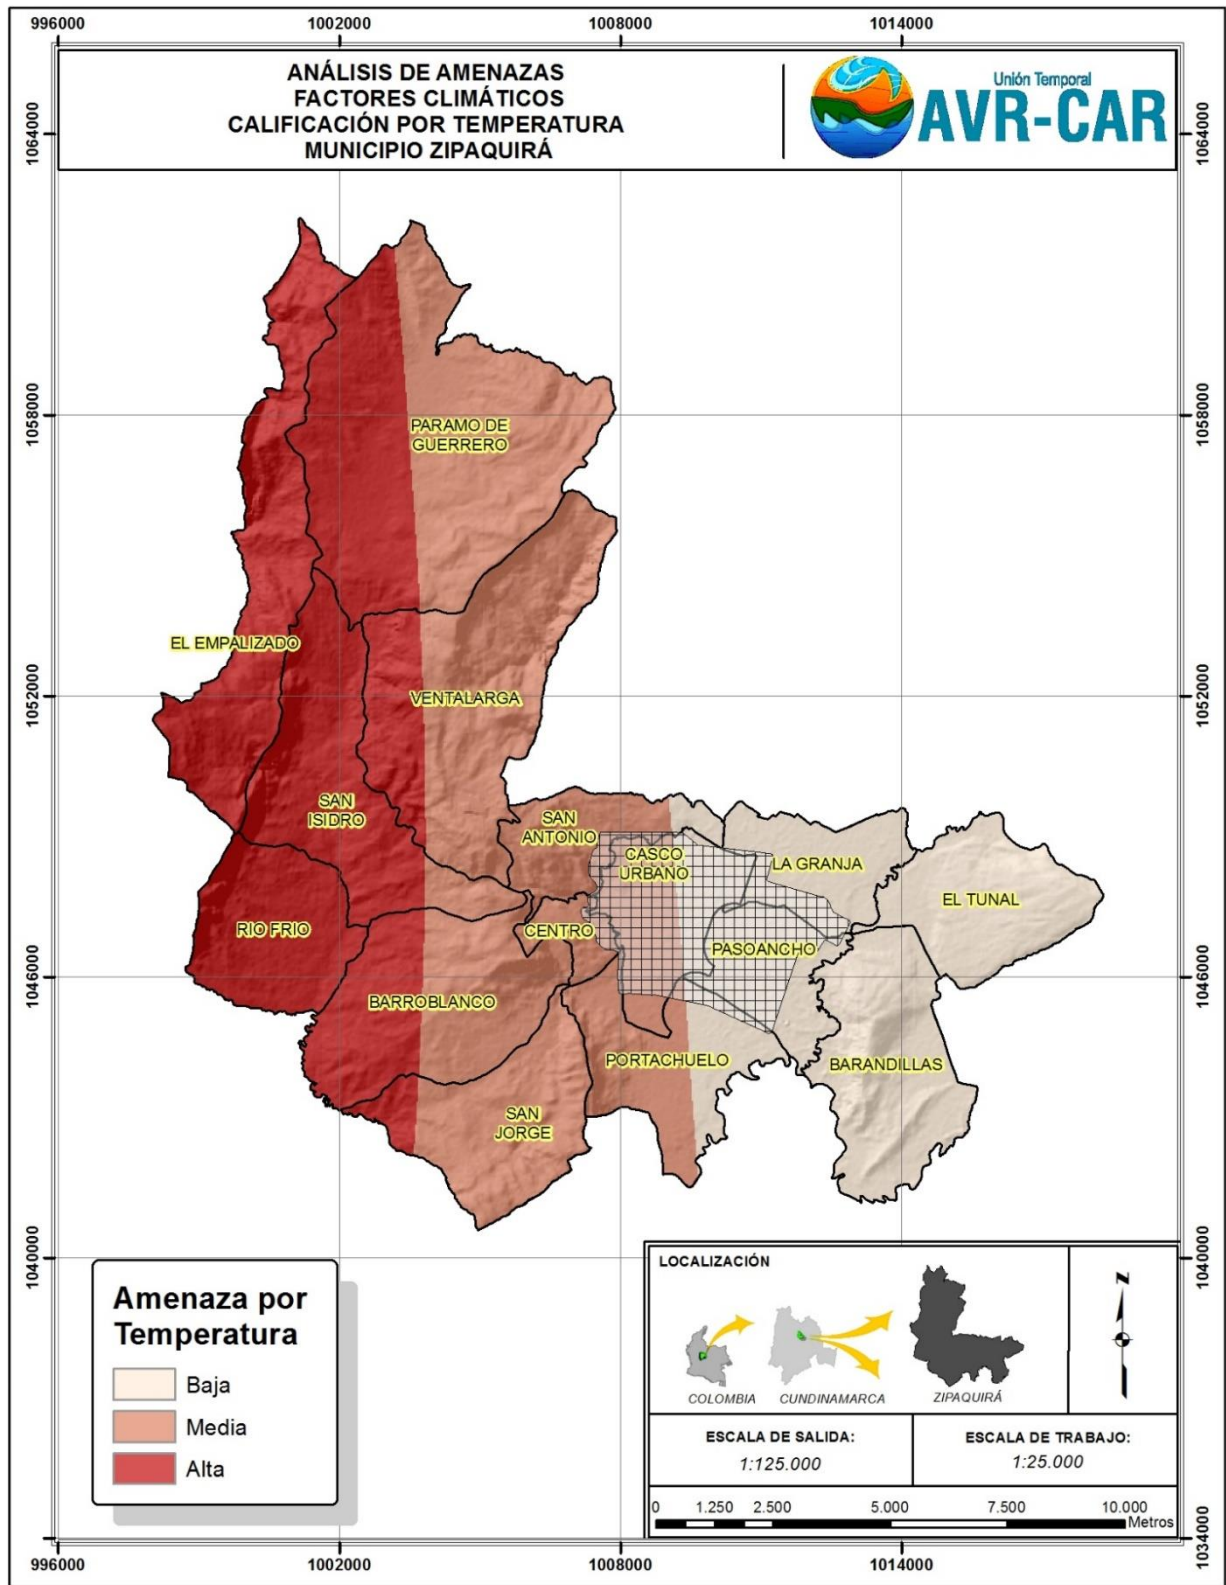 996000
1002000
1008000
1014000
ANÁLISIS DE AMENAZAS
FACTORES CLIMÁTICOS
CALIFICACIÓN POR TEMPERATURA
MUNICIPIO ZIPAQUIRÁ
Unión Temporal
AVR-CAR
1064000
1064000
1058000
1058000
1052000
1052000
1046000
1046000
1040000
1040000
1034000
PARAMO DE
GUERRERO
EL EMPALIZADO
VENTALARGA
SAN
ISIDRO
SAN
ANTONIO
CASCO
URBANO
LA GRANJA
EL TUNAL
RIO FRIO
CENTRO
PASOANCHO
BARROBLANCO
PORTACHUELO
BARANDILLAS
SAN
JORGE
Amenaza por
Temperatura
Baja
Media
Alta
LOCALIZACIÓN
COLOMBIA
CUNDINAMARCA
ZIPAQUIRÁ
N
ESCALA DE SALIDA:
1:125.000
ESCALA DE TRABAJO:
1:25.000
0 1.250 2.500 5.000 7.500 10.000
Metros
996000
1002000
1008000
1014000